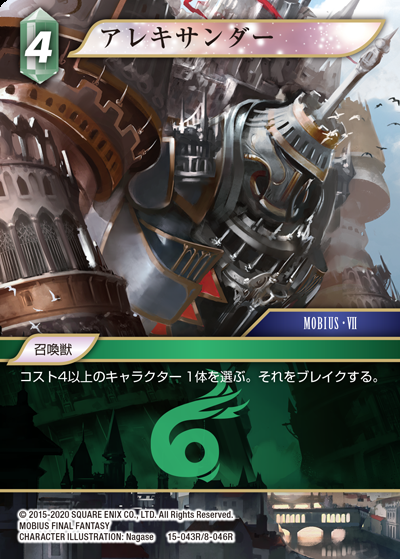 4
アレキサンダー
MOBIUS・VII
召喚獣
コスト4以上のキャラクター1体を選ぶ。それをブレイクする。
© 2015-2020 SQUARE ENIX CO., LTD. All Rights Reserved.
MOBIUS FINAL FANTASY
CHARACTER ILLUSTRATION: Nagase
15-043R/8-046R